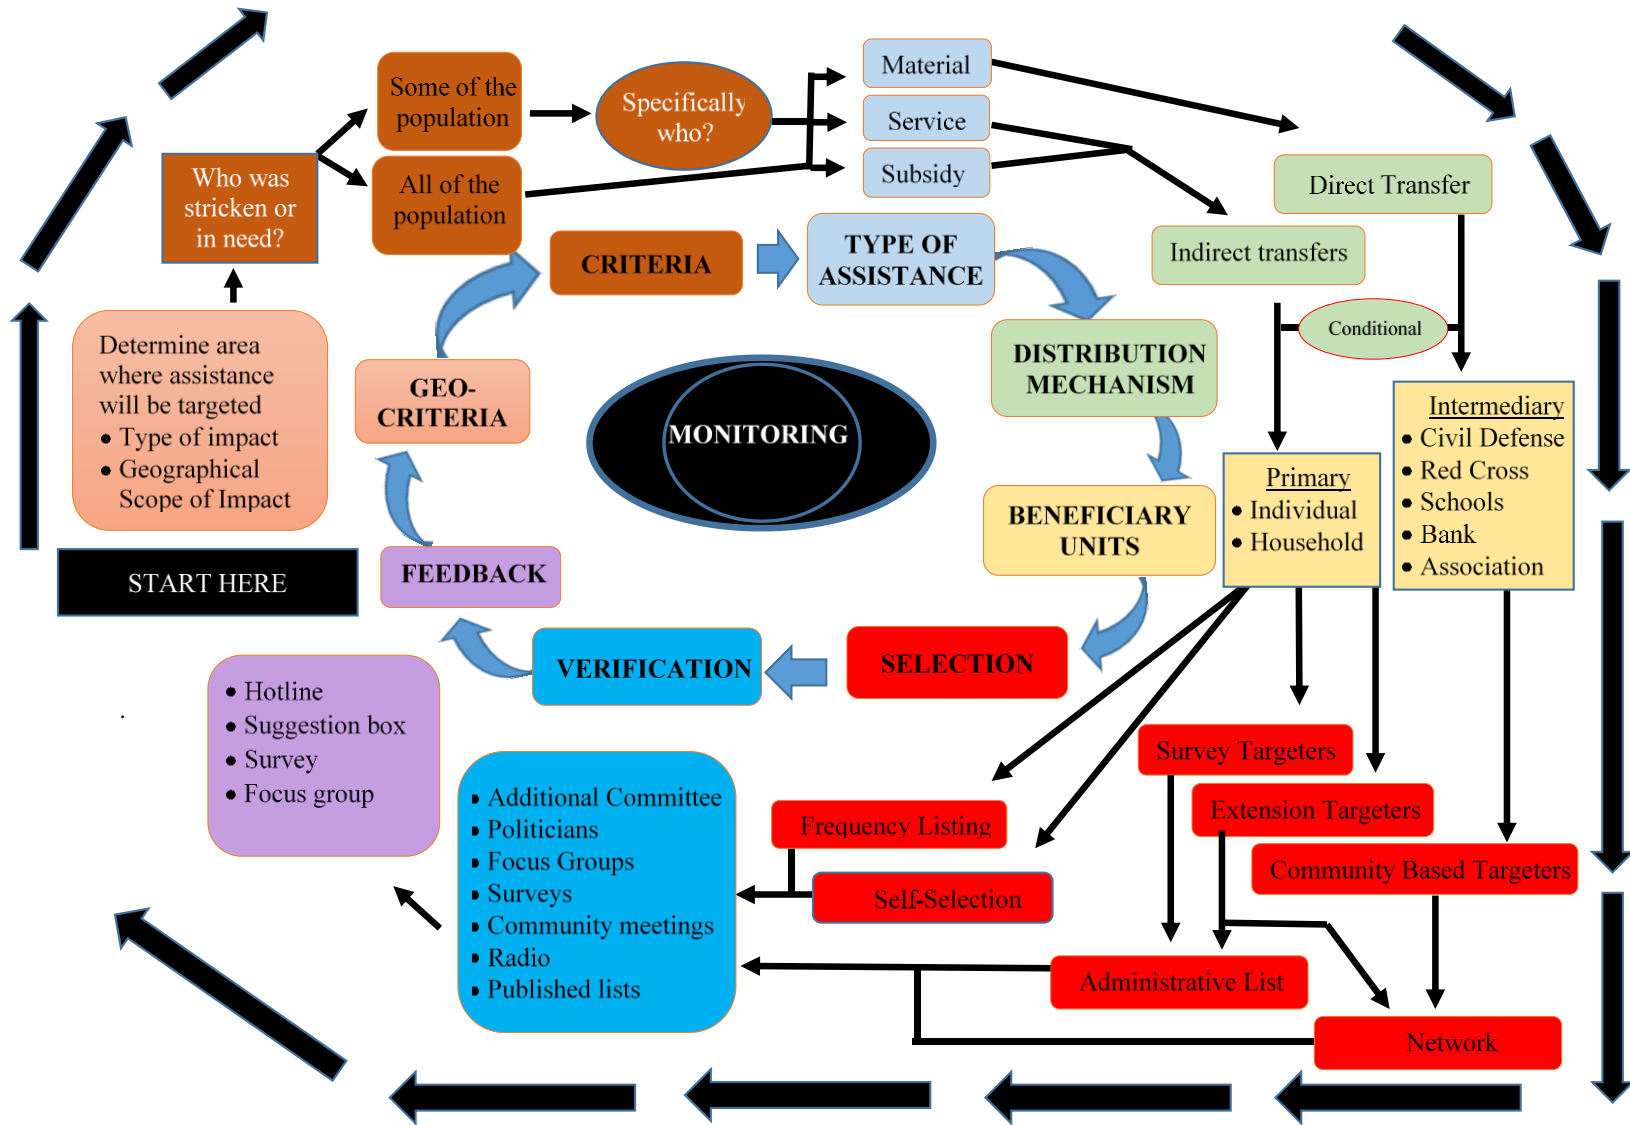 Some of the
population
Specifically
who?
Material
Service
Subsidy
Who was
stricken or
in need?
All of the
population
Direct Transfer
Indirect transfers
Conditional
CRITERIA
TYPE OF
ASSISTANCE
DISTRIBUTION
MECHANISM
Determine area
where assistance
will be targeted
• Type of impact
• Geographical
Scope of Impact
GEO-
CRITERIA
MONITORING
Intermediary
• Civil Defense
• Red Cross
• Schools
• Bank
• Association
Primary
• Individual
• Household
BENEFICIARY
UNITS
START HERE
FEEDBACK
VERIFICATION
SELECTION
• Hotline
• Suggestion box
• Survey
• Focus group
• Additional Committee
• Politicians
• Focus Groups
• Surveys
• Community meetings
• Radio
• Published lists
Survey Targeters
Extension Targeters
Frequency Listing
Community Based Targeters
Self-Selection
Administrative List
Network